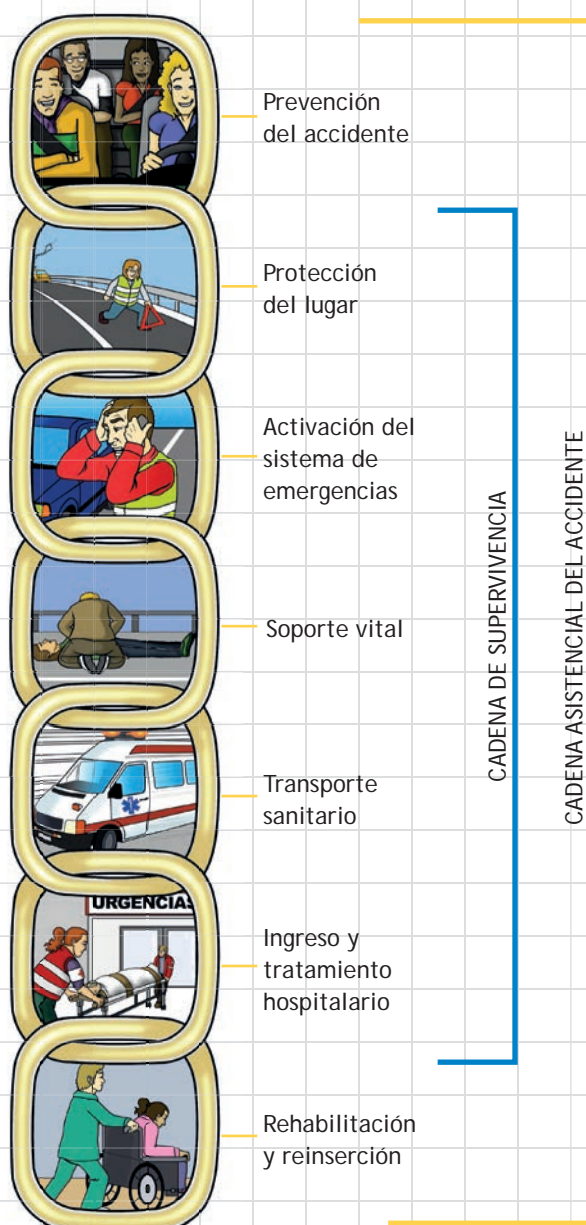 Prevención
del accidente
Protección
del lugar
Activación del
sistema de
emergencias
Soporte vital
Transporte
sanitario
URGENCIAS
Ingreso y
tratamiento
hospitalario
Rehabilitación
y reinserción
CADENA DE SUPERVIVENCIA
CADENA ASISTENCIAL DEL ACCIDENTE